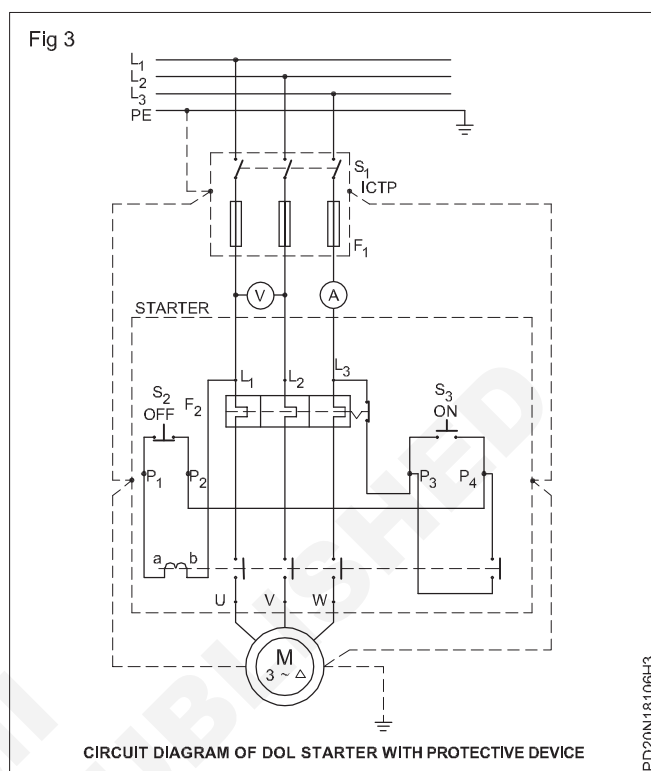 Fig 3
L1
L2
L3
PE
S1
ICTP
F1
V
A
STARTER
L1
L2
L3
S2
OFF
F2
S3
ON
P1
P2
P3
P4
a b
U V W
M
3 ~ Δ
CIRCUIT DIAGRAM OF DOL STARTER WITH PROTECTIVE DEVICE
PD20N18106H3